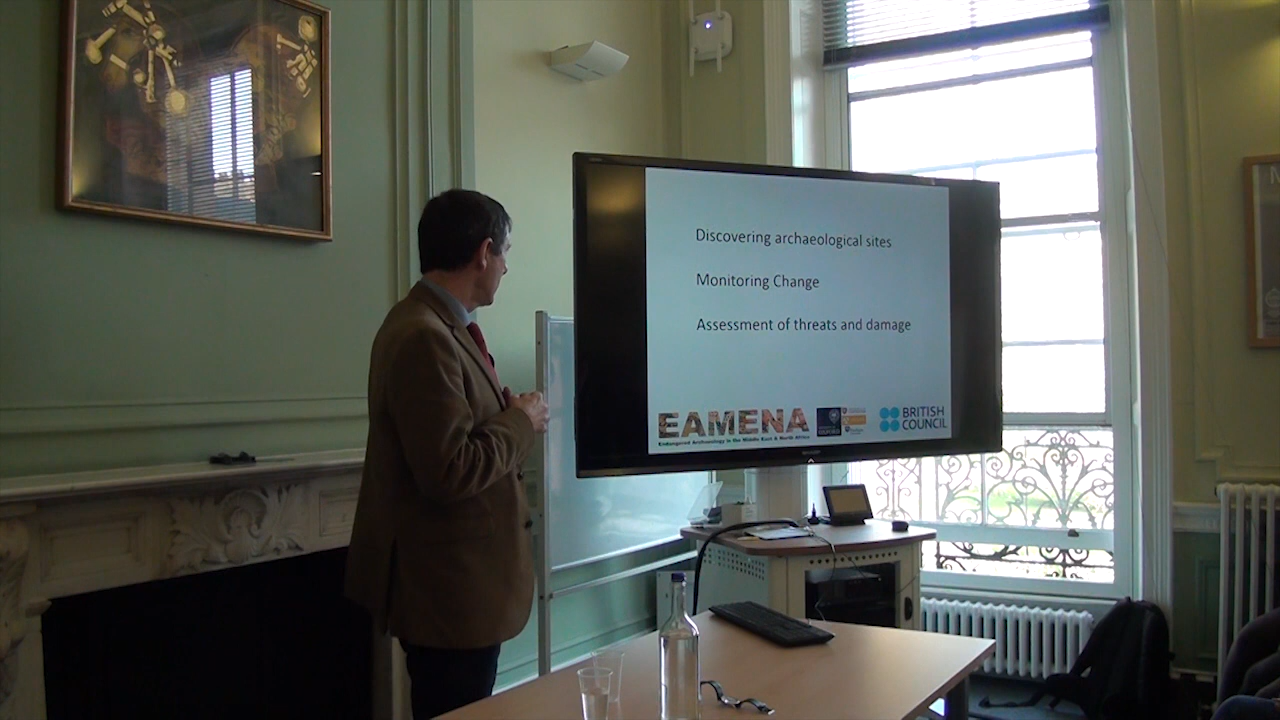 Discovering archaeological sites
Monitoring Change
Assessment of threats and damage
EAMENA
Endangered Archaeology in the Middle East & North Africa
BRITISH
COUNCIL